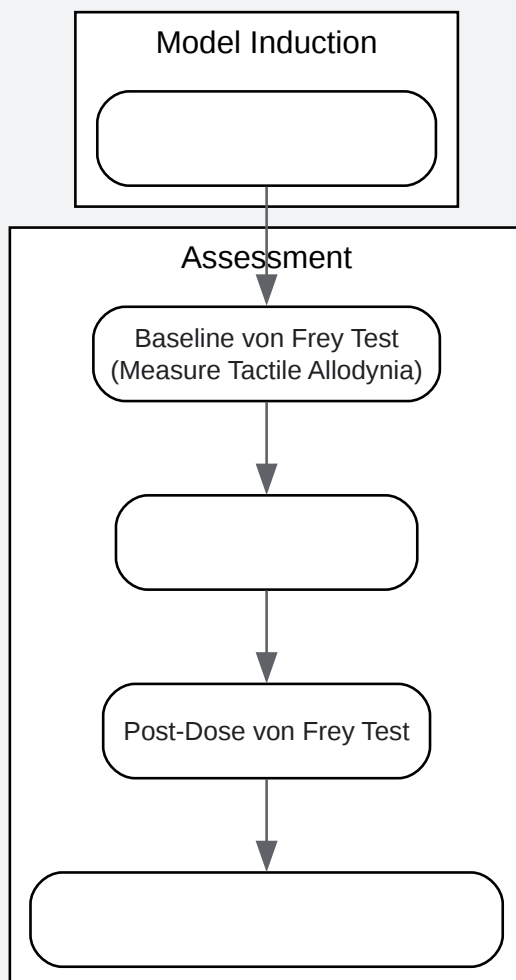 Model Induction
Assessment
Baseline von Frey Test
(Measure Tactile Allodynia)
Post-Dose von Frey Test